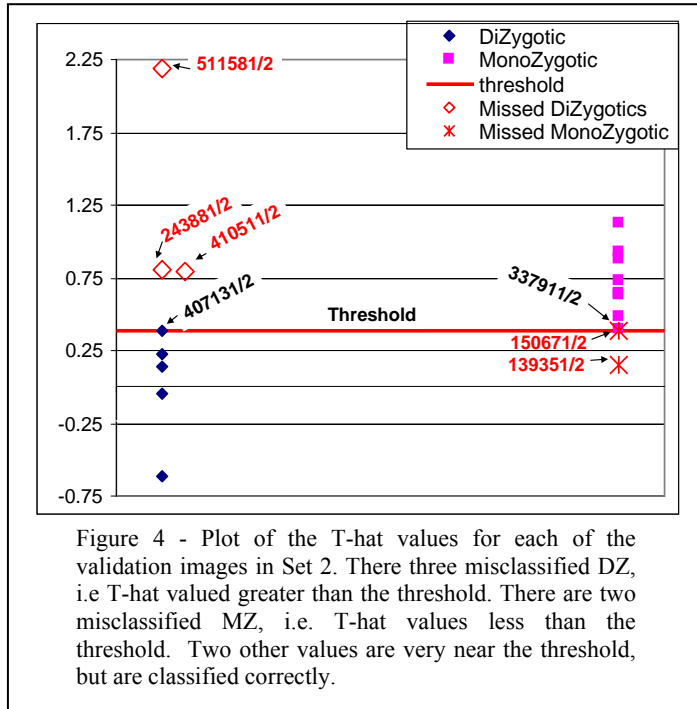 2.25
1.75
1.25
0.75
0.25
-0.25
-0.75
DiZygotic
MonoZygotic
threshold
Missed DiZygotics
Missed MonoZygotic
511581/2
243881/2
410511/2
407131/2
Threshold
337911/2
150671/2
139351/2
Figure 4 - Plot of the T-hat values for each of the
validation images in Set 2. There three misclassified DZ,
i.e T-hat valued greater than the threshold. There are two
misclassified MZ, i.e. T-hat values less than the
threshold. Two other values are very near the threshold,
but are classified correctly.